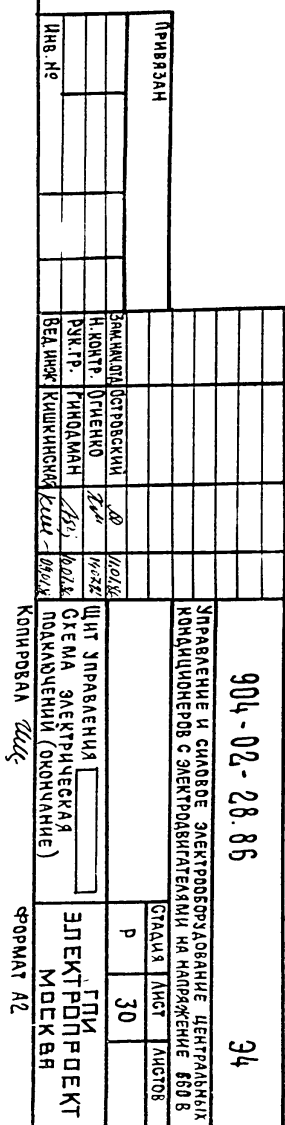 ПРИВЯЗАН
ИНВ. №
904-02-28.86 Э4
УПРАВЛЕНИЕ И СИЛОВОЕ ЭЛЕКТРООБОРУДОВАНИЕ ЦЕНТРАЛЬНЫХ
КОНДИЦИОНЕРОВ С ЭЛЕКТРОДВИГАТЕЛЯМИ НА НАПРЯЖЕНИЕ 660 В
СТАДИЯ ЛИСТ ЛИСТОВ
Р 30
ЗАМ.НАЧ.ОТД ОСТРОВСКИЙ
Н.КОНТР. ОГИЕНКО
РУК.ГР. ГИНОДМАН
ВЕД.ИНЖ КИШКИНСКАЯ
ЩИТ УПРАВЛЕНИЯ
СХЕМА ЭЛЕКТРИЧЕСКАЯ
ПОДКЛЮЧЕНИЙ (ОКОНЧАНИЕ)
ГПИ
ЭЛЕКТРОПРОЕКТ
МОСКВА
КОПИРОВАЛ
ФОРМАТ А2